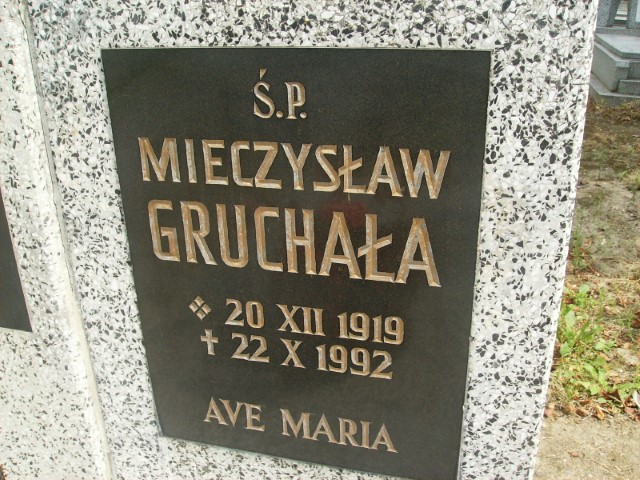 Ś.P.
MIECZYSŁAW
GRUCHAŁA
20 XII 1919
† 22 X 1992
AVE MARIA